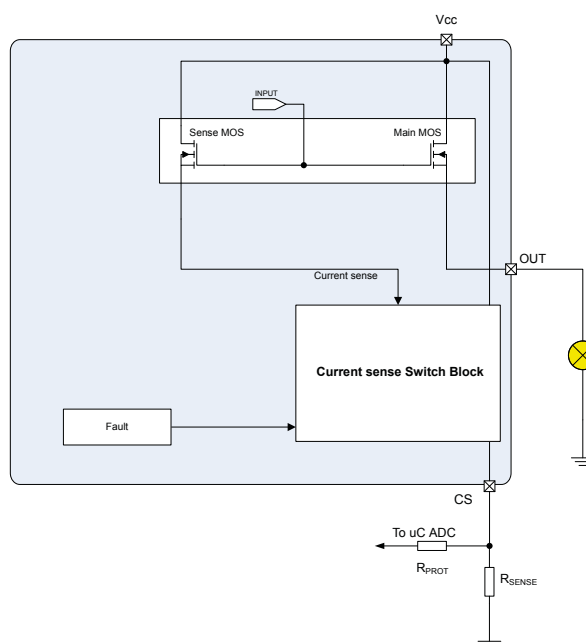 Vcc
INPUT
Sense MOS
Main MOS
OUT
Current sense
Current sense Switch Block
Fault
CS
To uC ADC
RPROT
RSENSE